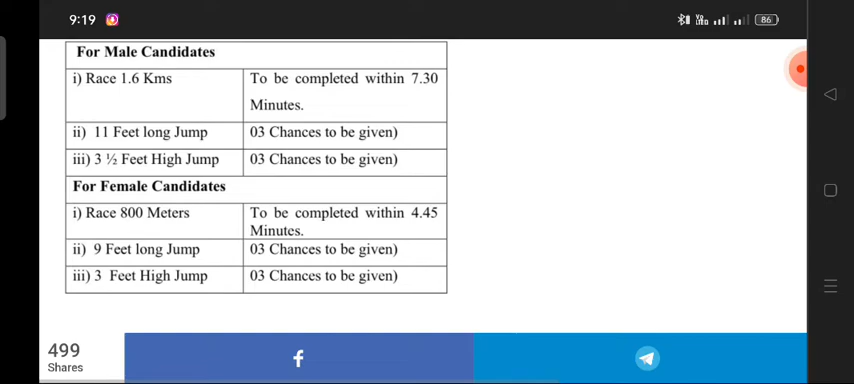 9:19
Vo
LTE
86
For Male Candidates
i) Race 1.6 Kms
To be completed within 7.30
Minutes.
ii) 11 Feet long Jump
03 Chances to be given)
iii) 3 ½ Feet High Jump
03 Chances to be given)
For Female Candidates
i) Race 800 Meters
To be completed within 4.45
Minutes.
ii) 9 Feet long Jump
03 Chances to be given)
iii) 3 Feet High Jump
03 Chances to be given)
499
Shares